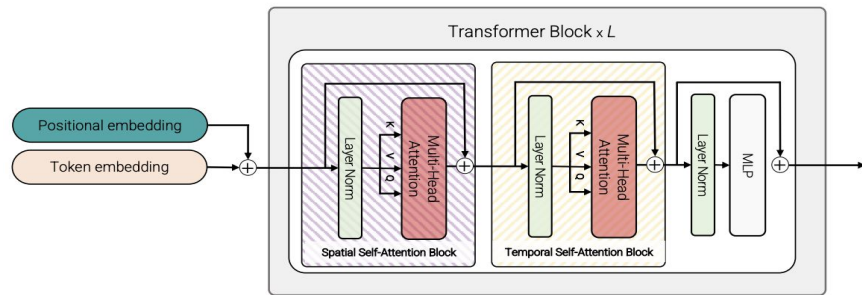 Transformer Block x L
Positional embedding
Token embedding
Layer Norm
K
V
Q
Multi-Head
Attention
Spatial Self-Attention Block
Layer Norm
K
V
Q
Multi-Head
Attention
Temporal Self-Attention Block
Layer Norm
MLP